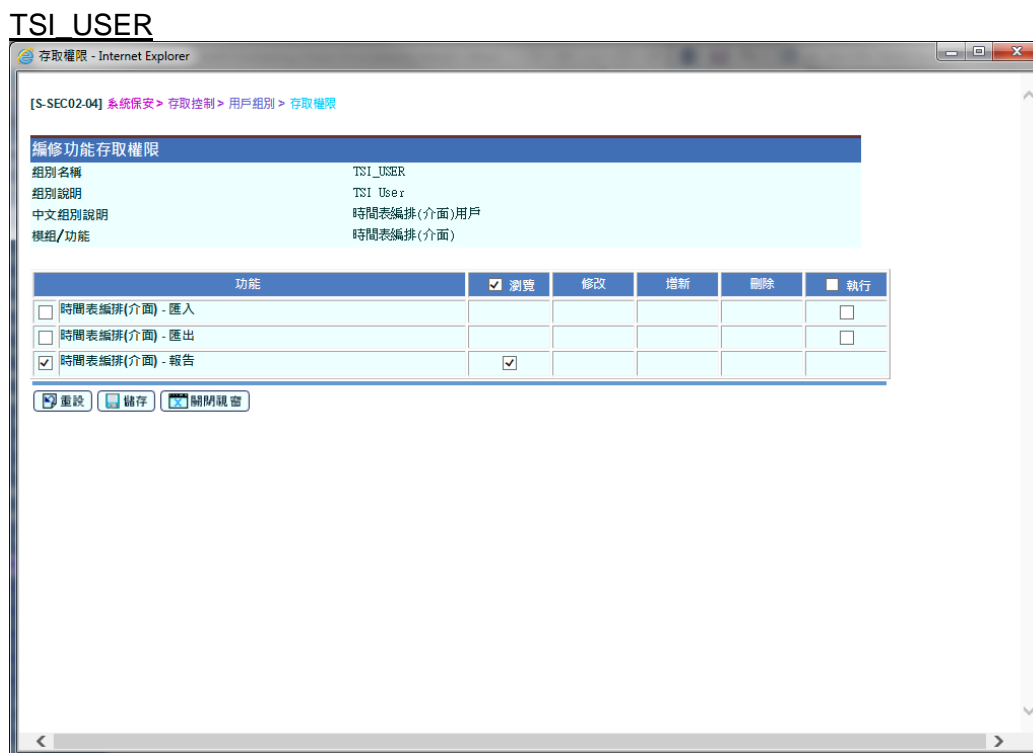 TSI_USER
存取權限 - Internet Explorer
[S-SEC02-04] 系統保安 > 存取控制 > 用戶組別 > 存取權限
編修功能存取權限
組別名稱 TSI_USER
組別說明 TSI User
中文組別說明 時間表編排(介面)用戶
模組/功能 時間表編排(介面)
功能 瀏覽 修改 增新 刪除 執行
時間表編排(介面) - 匯入
時間表編排(介面) - 匯出
時間表編排(介面) - 報告
重設 儲存 關閉視窗